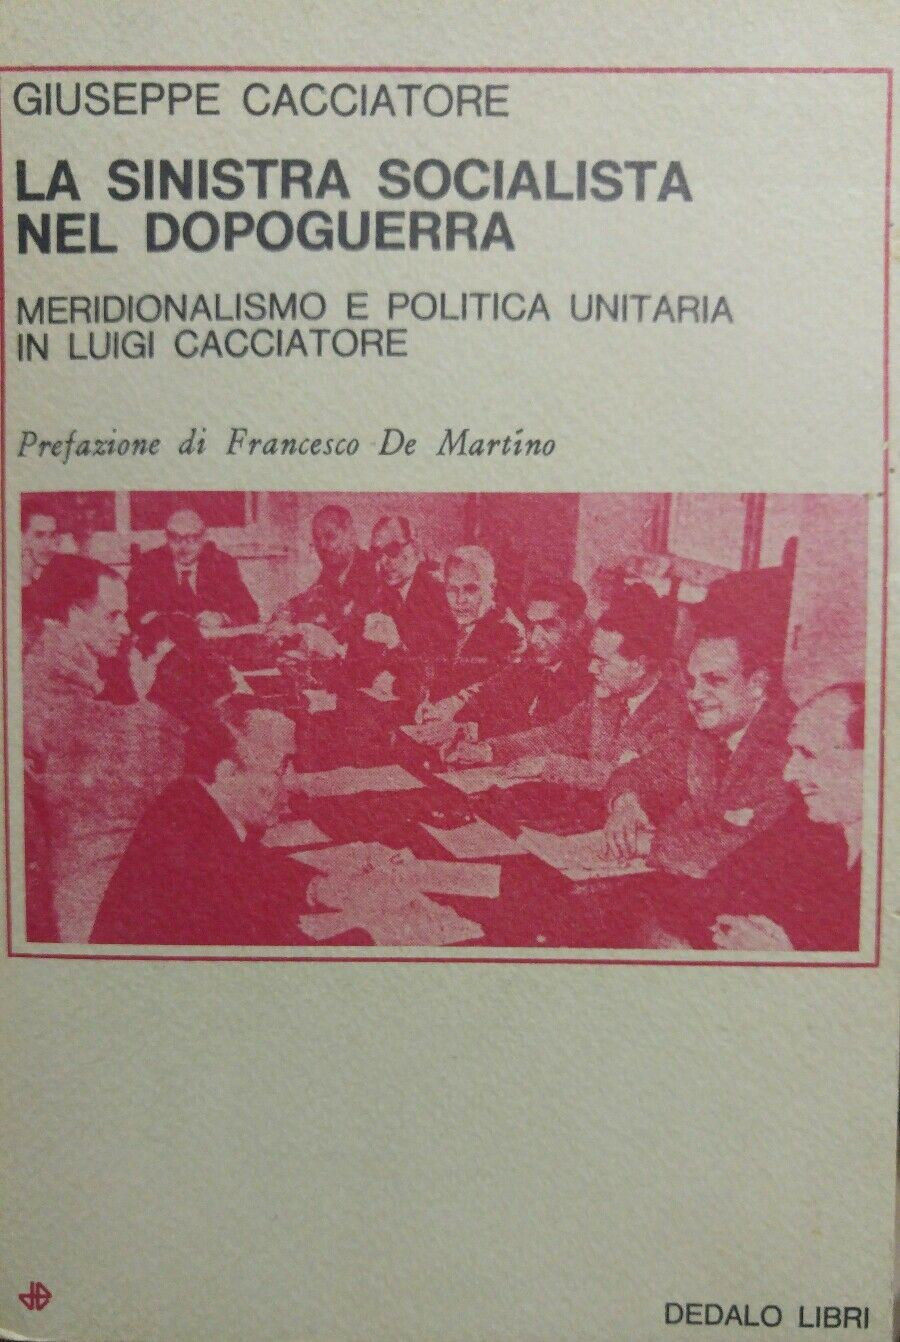 GIUSEPPE CACCIATORE
LA SINISTRA SOCIALISTA
NEL DOPOGUERRA
MERIDIONALISMO E POLITICA UNITARIA
IN LUIGI CACCIATORE
Prefazione di Francesco De Martino
DEDALO LIBRI